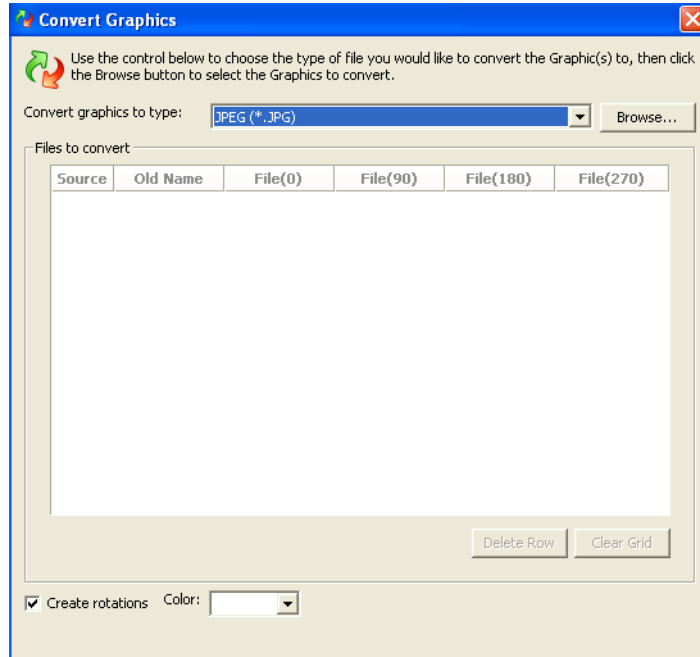 Convert Graphics
Use the control below to choose the type of file you would like to convert the Graphic(s) to, then click
the Browse button to select the Graphics to convert.
Convert graphics to type: JPEG (*.JPG) Browse...
Files to convert
Source Old Name File(0) File(90) File(180) File(270)
Delete Row Clear Grid
Create rotations Color: